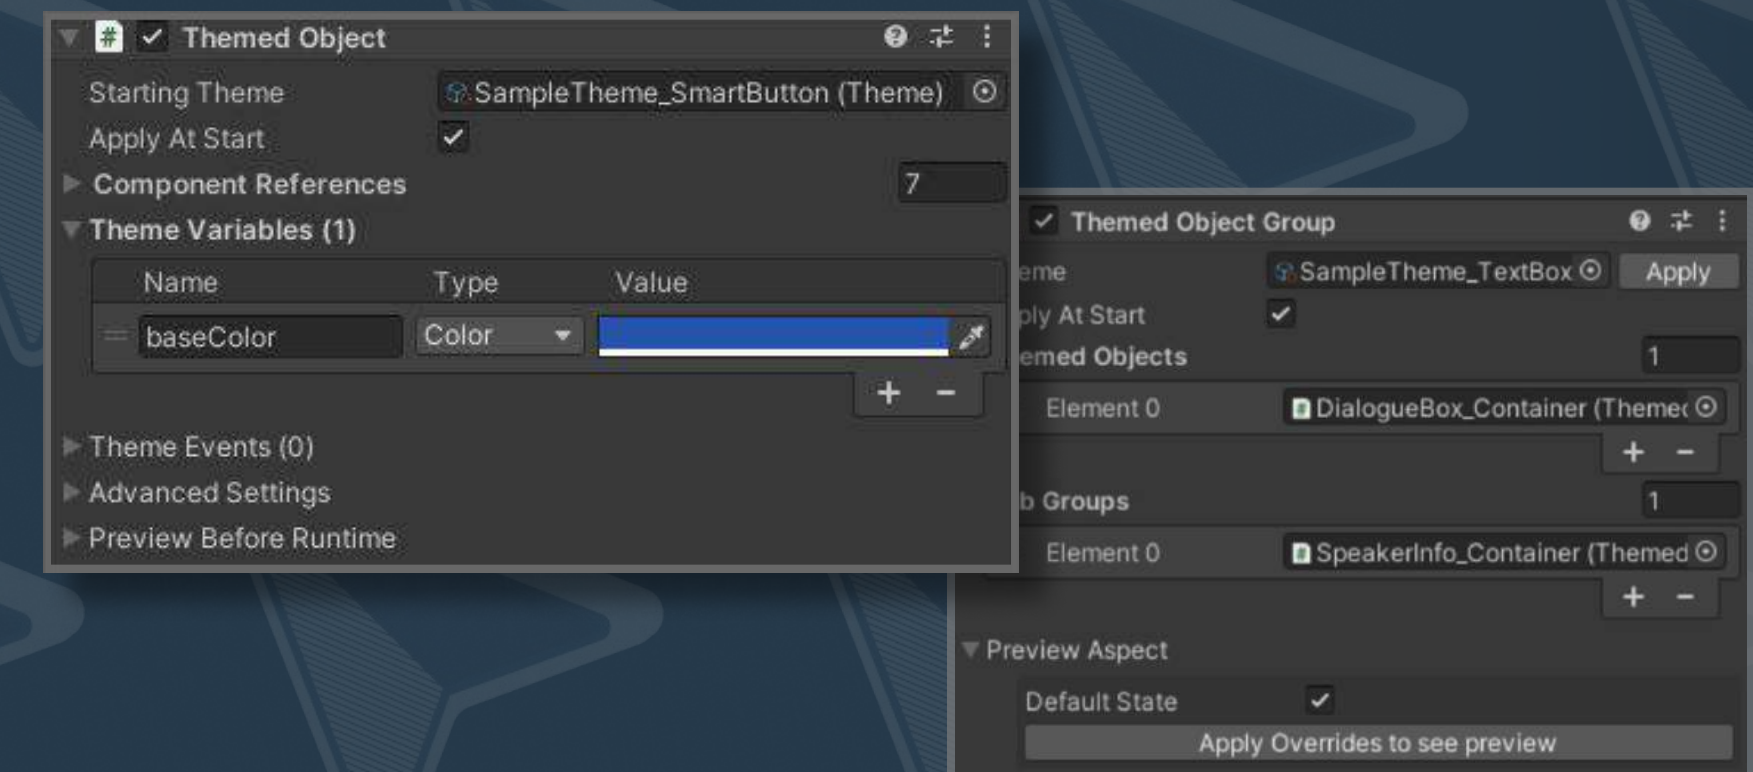 Themed Object
Starting Theme SampleTheme_SmartButton (Theme)
Apply At Start
Component References 7
Theme Variables (1)
Name Type Value
baseColor Color
+ -
Theme Events (0)
Advanced Settings
Preview Before Runtime
Themed Object Group
eme SampleTheme_TextBox Apply
ply At Start
emed Objects 1
Element 0 DialogueBox_Container (Themed
+ -
b Groups 1
Element 0 SpeakerInfo_Container (Themed
+ -
Preview Aspect
Default State
Apply Overrides to see preview